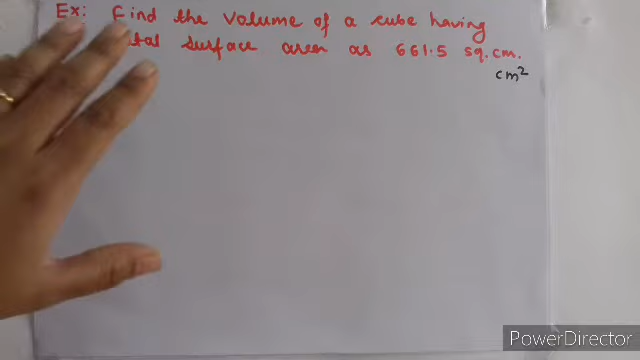 Ex: Find the volume of a cube having
surface area as 661.5 sq.cm.
cm²
PowerDirector